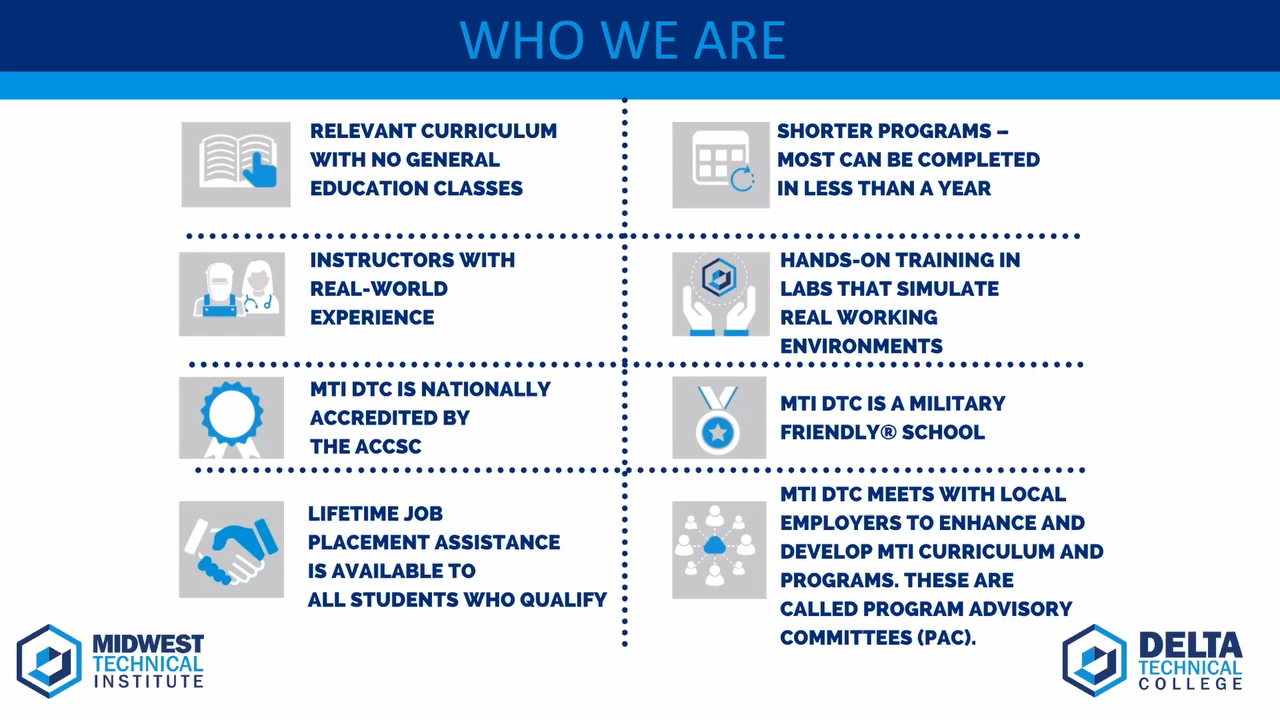 WHO WE ARE
RELEVANT CURRICULUM
WITH NO GENERAL
EDUCATION CLASSES
SHORTER PROGRAMS –
MOST CAN BE COMPLETED
IN LESS THAN A YEAR
INSTRUCTORS WITH
REAL-WORLD
EXPERIENCE
HANDS-ON TRAINING IN
LABS THAT SIMULATE
REAL WORKING
ENVIRONMENTS
MTI DTC IS NATIONALLY
ACCREDITED BY
THE ACCSC
MTI DTC IS A MILITARY
FRIENDLY® SCHOOL
LIFETIME JOB
PLACEMENT ASSISTANCE
IS AVAILABLE TO
ALL STUDENTS WHO QUALIFY
MTI DTC MEETS WITH LOCAL
EMPLOYERS TO ENHANCE AND
DEVELOP MTI CURRICULUM AND
PROGRAMS. THESE ARE
CALLED PROGRAM ADVISORY
COMMITTEES (PAC).
MIDWEST
TECHNICAL
INSTITUTE
DELTA
TECHNICAL
COLLEGE